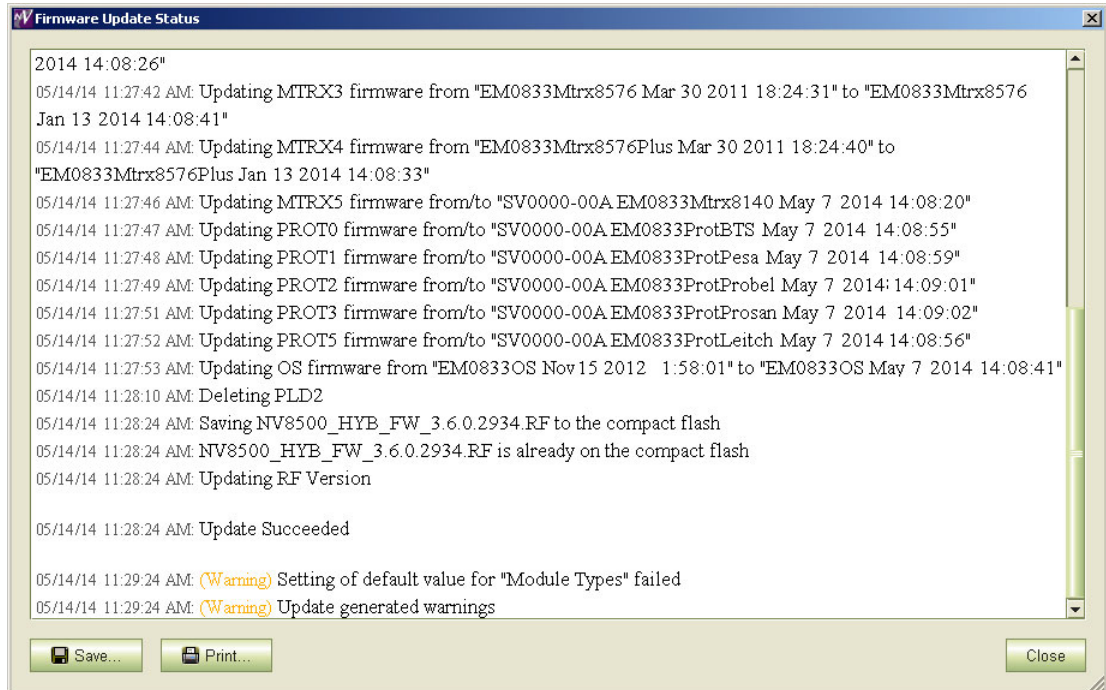 Firmware Update Status
2014 14:08:26"
05/14/14 11:27:42 AM: Updating MTRX3 firmware from "EM0833Mtrx8576 Mar 30 2011 18:24:31" to "EM0833Mtrx8576
Jan 13 2014 14:08:41"
05/14/14 11:27:44 AM: Updating MTRX4 firmware from "EM0833Mtrx8576Plus Mar 30 2011 18:24:40" to
"EM0833Mtrx8576Plus Jan 13 2014 14:08:33"
05/14/14 11:27:46 AM: Updating MTRX5 firmware from/to "SV0000-00A EM0833Mtrx8140 May 7 2014 14:08:20"
05/14/14 11:27:47 AM: Updating PROT0 firmware from/to "SV0000-00A EM0833ProtBTS May 7 2014 14:08:55"
05/14/14 11:27:48 AM: Updating PROT1 firmware from/to "SV0000-00A EM0833ProtPesa May 7 2014 14:08:59"
05/14/14 11:27:49 AM: Updating PROT2 firmware from/to "SV0000-00A EM0833ProtProbel May 7 2014: 14:09:01"
05/14/14 11:27:51 AM: Updating PROT3 firmware from/to "SV0000-00A EM0833ProtProsan May 7 2014 14:09:02"
05/14/14 11:27:52 AM: Updating PROT5 firmware from/to "SV0000-00A EM0833ProtLeitch May 7 2014 14:08:56"
05/14/14 11:27:53 AM: Updating OS firmware from "EM0833OS Nov 15 2012 1:58:01" to "EM0833OS May 7 2014 14:08:41"
05/14/14 11:28:10 AM: Deleting PLD2
05/14/14 11:28:24 AM: Saving NV8500_HYB_FW_3.6.0.2934.RF to the compact flash
05/14/14 11:28:24 AM: NV8500_HYB_FW_3.6.0.2934.RF is already on the compact flash
05/14/14 11:28:24 AM: Updating RF Version
05/14/14 11:28:24 AM: Update Succeeded
05/14/14 11:29:24 AM: (Warning) Setting of default value for "Module Types" failed
05/14/14 11:29:24 AM: (Warning) Update generated warnings
Save... Print... Close